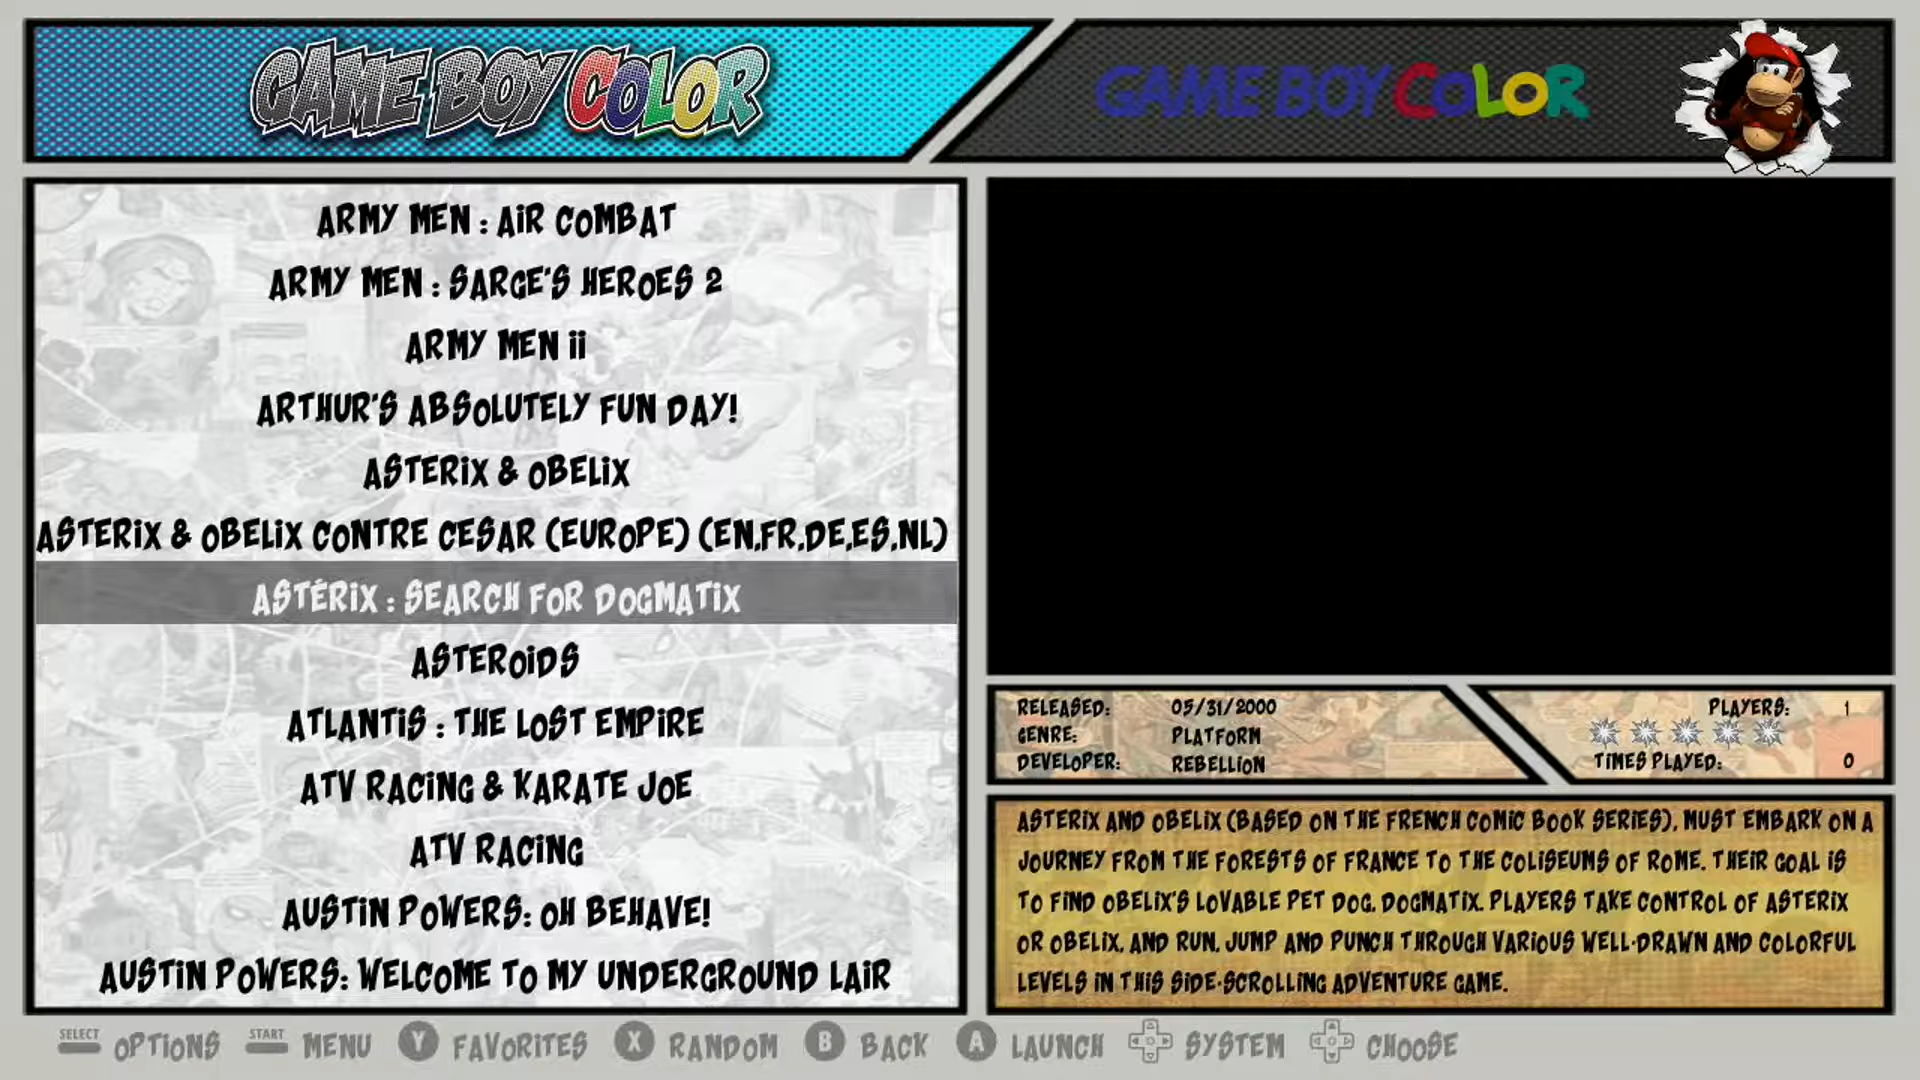 GAME BOY COLOR
GAME BOY COLOR
ARMY MEN : AiR COMBAT
ARMY MEN : SARGE'S HEROES 2
ARMY MEN ii
ARTHUR'S ABSOLUTELY FUN DAY!
ASTERiX & OBELiX
ASTERiX & OBELiX CONTRE CESAR (EUROPE) (EN,FR,DE,ES,NL)
ASTÉRiX : SEARCH FOR DOGMATiX
ASTEROiDS
ATLANTiS : THE LOST EMPiRE
ATV RACiNG & KARATE JOE
ATV RACiNG
AUSTiN POWERS: OH BEHAVE!
AUSTiN POWERS: WELCOME TO MY UNDERGROUND LAiR
RELEASED: 05/31/2000
GENRE: PLATFORM
DEVELOPER: REBELLiON
PLAYERS: 1
TiMES PLAYED: 0
ASTERiX AND OBELiX (BASED ON THE FRENCH COMiC BOOK SERiES), MUST EMBARK ON A
JOURNEY FROM THE FORESTS OF FRANCE TO THE COLiSEUMS OF ROME. THEiR GOAL iS
TO FiND OBELiX'S LOVABLE PET DOG, DOGMATiX. PLAYERS TAKE CONTROL OF ASTERiX
OR OBELiX, AND RUN, JUMP AND PUNCH THROUGH VARiOUS WELL-DRAWN AND COLORFUL
LEVELS iN THiS SiDE-SCROLLiNG ADVENTURE GAME.
SELECT OPTiONS START MENU Y FAVORiTES X RANDOM B BACK A LAUNCH SYSTEM CHOOSE